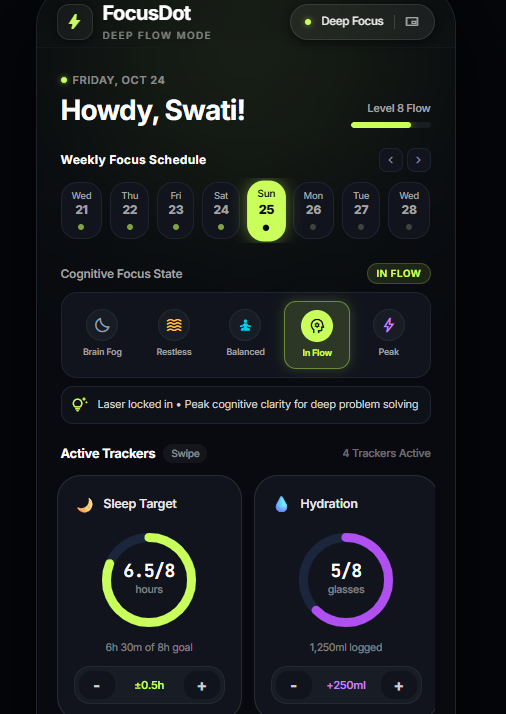 FocusDot
DEEP FLOW MODE
Deep Focus
FRIDAY, OCT 24
Howdy, Swati!
Level 8 Flow
Weekly Focus Schedule
Wed Thu Fri Sat Sun Mon Tue Wed
21 22 23 24 25 26 27 28
Cognitive Focus State
IN FLOW
Brain Fog Restless Balanced In Flow Peak
Laser locked in • Peak cognitive clarity for deep problem solving
Active Trackers Swipe 4 Trackers Active
Sleep Target
6.5/8
hours
6h 30m of 8h goal
- ±0.5h +
Hydration
5/8
glasses
1,250ml logged
- +250ml +